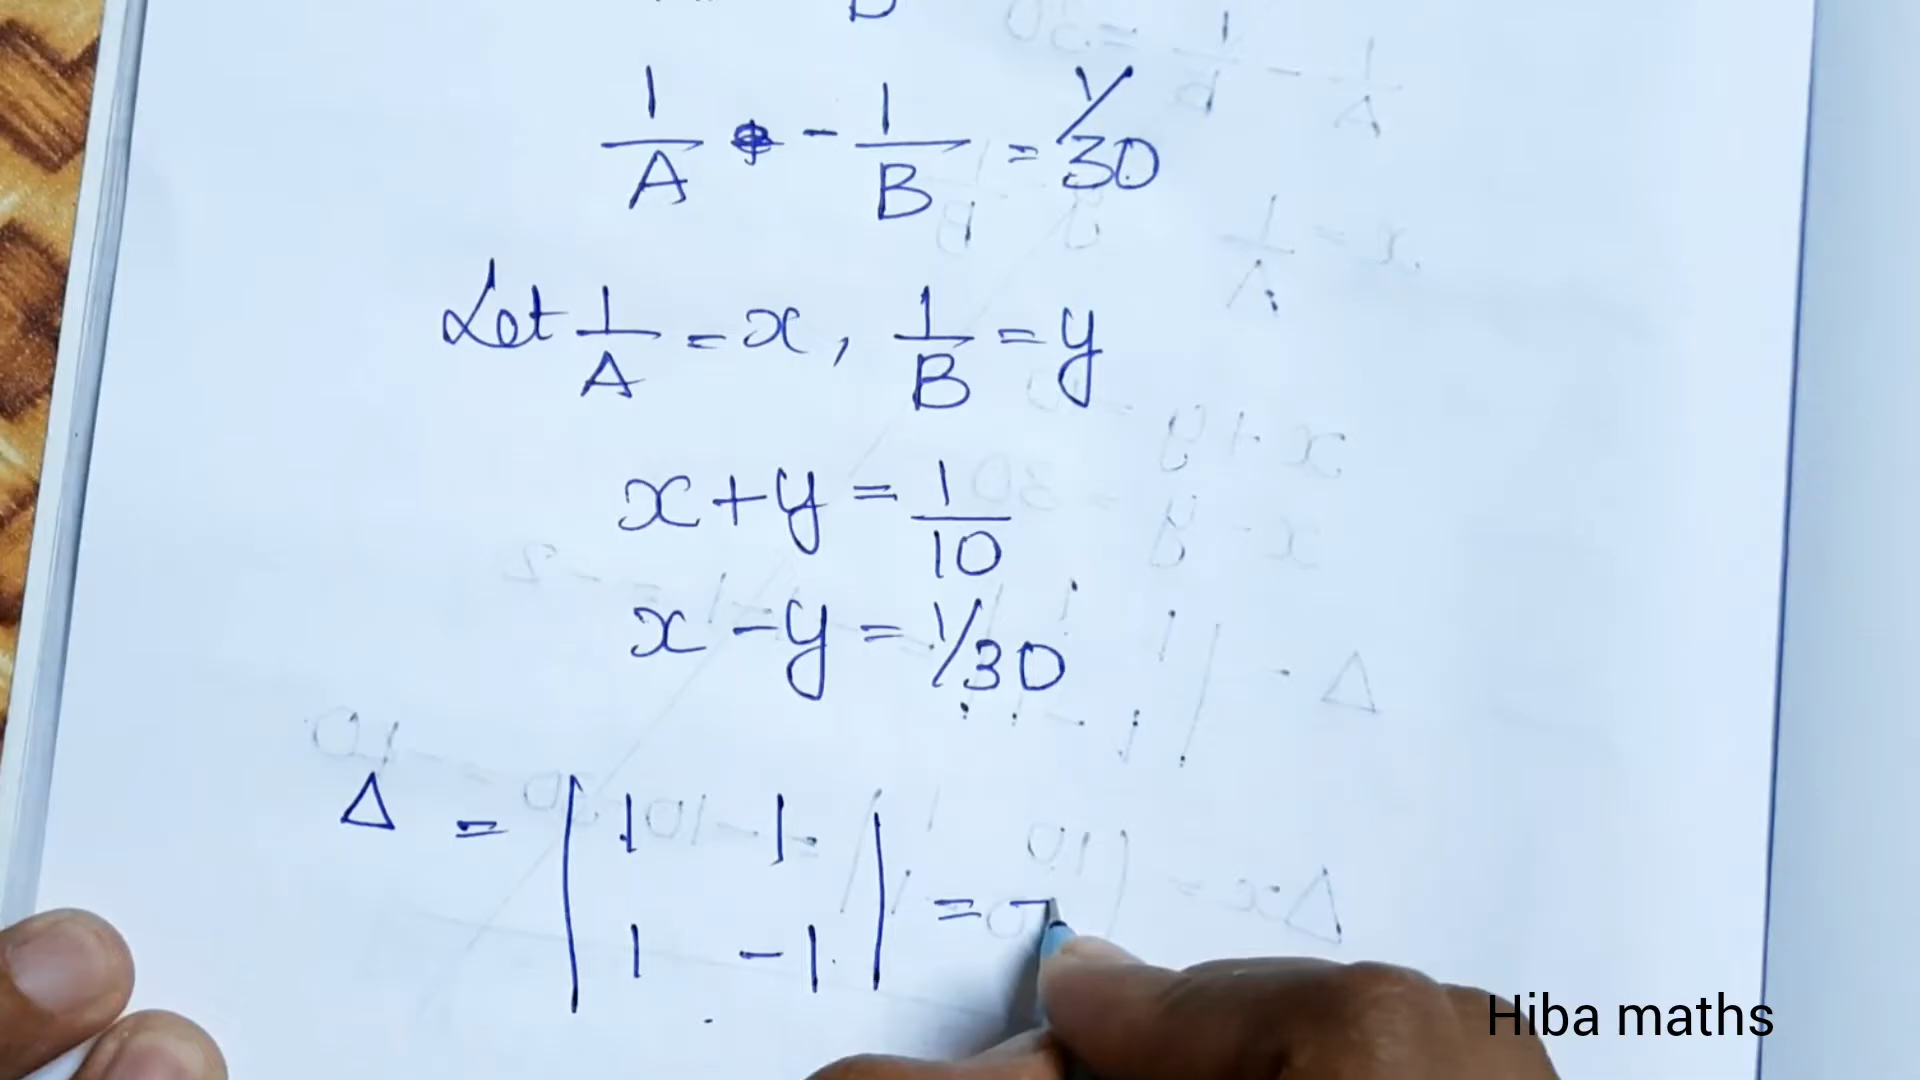 1/A - 1/B = 1/30
Let 1/A = x, 1/B = y
x + y = 1/10
x - y = 1/30
Δ = | 1 1 |
| 1 -1 | = -
Hiba maths